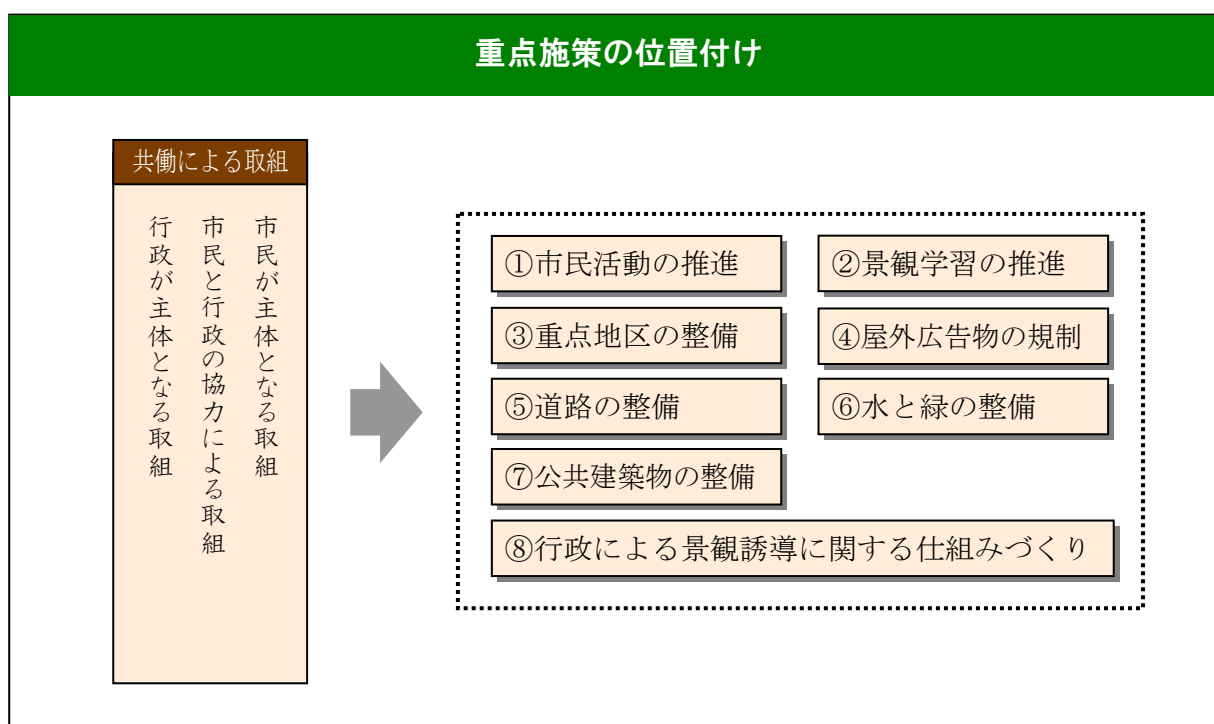 重点施策の位置付け
共働による取組
市民が主体となる取組
市民と行政の協力による取組
行政が主体となる取組
①市民活動の推進
②景観学習の推進
③重点地区の整備
④屋外広告物の規制
⑤道路の整備
⑥水と緑の整備
⑦公共建築物の整備
⑧行政による景観誘導に関する仕組みづくり